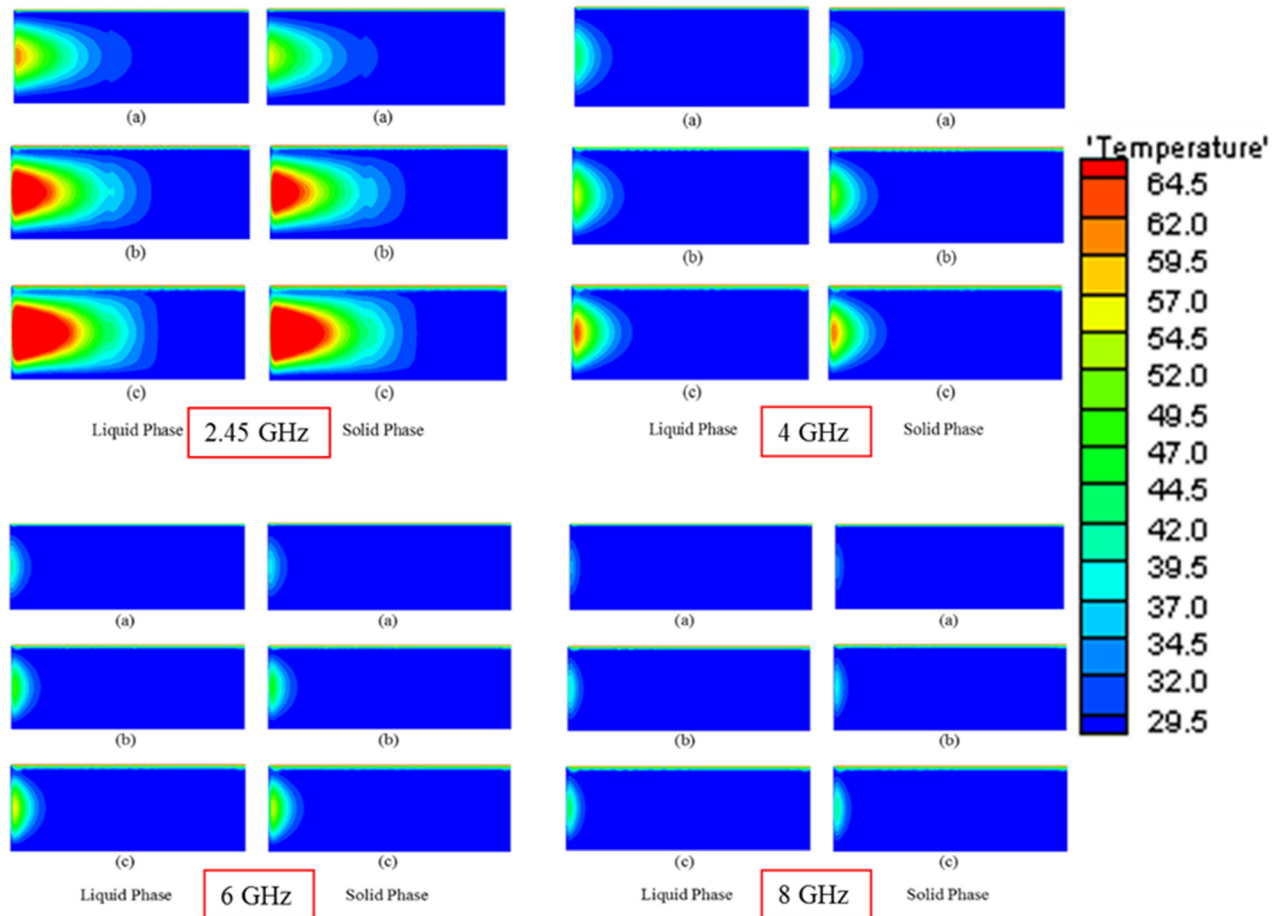 (a) (a) (a) (a)
(b) (b) (b) (b)
(c) (c) (c) (c)
Liquid Phase 2.45 GHz Solid Phase Liquid Phase 4 GHz Solid Phase
(a) (a) (a) (a)
(b) (b) (b) (b)
(c) (c) (c) (c)
Liquid Phase 6 GHz Solid Phase Liquid Phase 8 GHz Solid Phase
'Temperature'
64.5
62.0
59.5
57.0
54.5
52.0
49.5
47.0
44.5
42.0
39.5
37.0
34.5
32.0
29.5